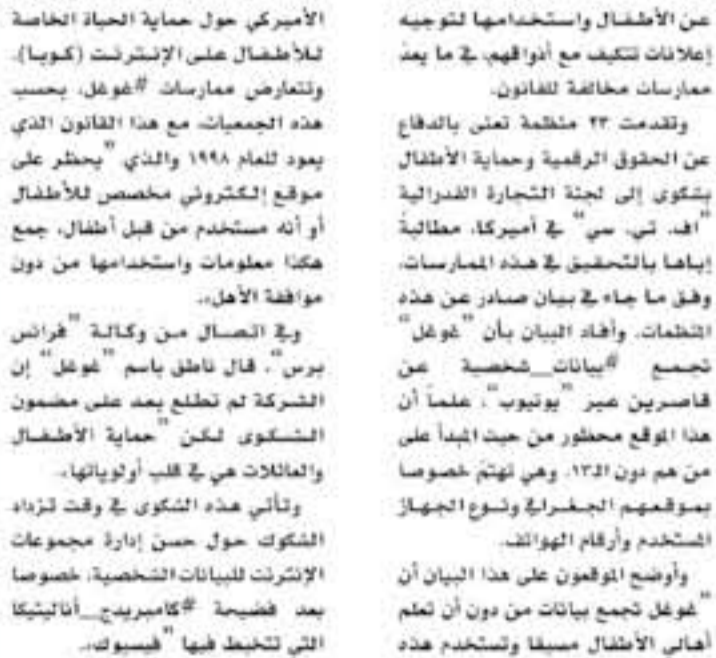 عن الأطفال واستخدامها لتوجيه
إعلانات تتكيف مع أذواقهم، في ما يعدّ
ممارسات مخالفة للقانون.
وتقدمت ٢٣ منظمة تعنى بالدفاع
عن الحقوق الرقمية وحماية الأطفال
بشكوى إلى لجنة التجارة الفدرالية
"اف. تي. سي" في أميركا، مطالبةً
إياها بالتحقيق في هذه الممارسات،
وفق ما جاء في بيان صادر عن هذه
المنظمات. وأفاد البيان بأن "غوغل"
تجمع #بيانات_شخصية عن
قاصرين عبر "يوتيوب"، علماً أن
هذا الموقع محظور من حيث المبدأ على
من هم دون الـ١٣. وهي تهتمّ خصوصا
بموقعهم الجغرافي ونوع الجهاز
المستخدم وأرقام الهواتف.
وأوضح الموقعون على هذا البيان أن
"غوغل تجمع بيانات من دون أن تعلم
أهالي الأطفال مسبقا وتستخدم هذه
الأميركي حول حماية الحياة الخاصة
للأطفال على الإنترنت (كوبا).
وتتعارض ممارسات #غوغل، بحسب
هذه الجمعيات، مع هذا القانون الذي
يعود للعام ١٩٩٨ والذي "يحظر على
موقع إلكتروني مخصص للأطفال
أو أنه مستخدم من قبل أطفال، جمع
هكذا معلومات واستخدامها من دون
موافقة الأهل».
وفي اتصال من وكالة "فرانس
برس"، قال ناطق باسم "غوغل" إن
الشركة لم تطلع بعد على مضمون
الشكوى لكن "حماية الأطفال
والعائلات هي في قلب أولوياتها».
وتأتي هذه الشكوى في وقت تزداد
الشكوك حول حسن إدارة مجموعات
الإنترنت للبيانات الشخصية، خصوصا
بعد فضيحة #كامبريدج_أناليتيكا
التي تتخبط فيها "فيسبوك».